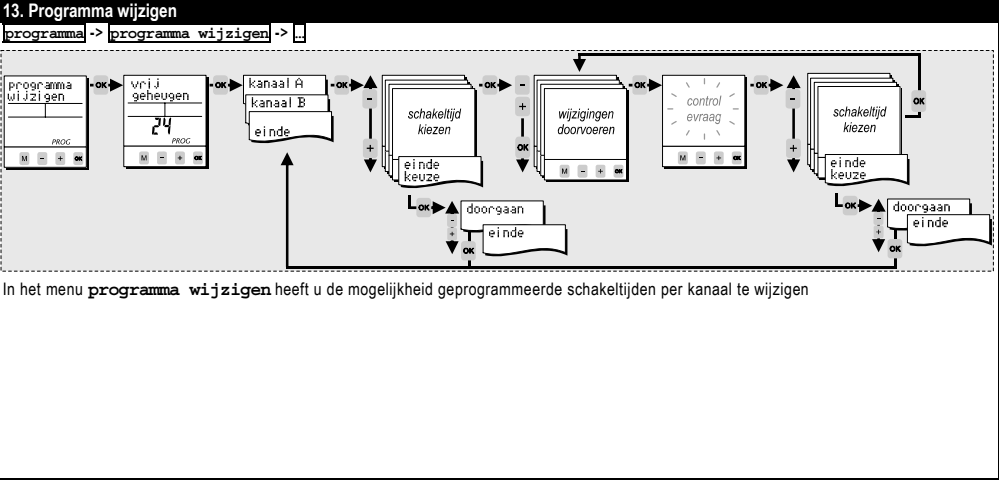 13. Programma wijzigen
programma -> programma wijzigen -> …
programma
wijzigen
PROG
M - + OK
OK
vrij
geheugen
24
PROG
M - + OK
OK
kanaal A
kanaal B
einde
OK
-
+
schakeltijd
kiezen
einde
keuze
OK
-
+
doorgaan
einde
OK
OK
-
+
OK
wijzigingen
doorvoeren
M - + OK
OK
control
evraag
M - + OK
OK
-
+
schakeltijd
kiezen
einde
keuze
OK
OK
-
+
doorgaan
einde
OK
In het menu programma wijzigen heeft u de mogelijkheid geprogrammeerde schakeltijden per kanaal te wijzigen